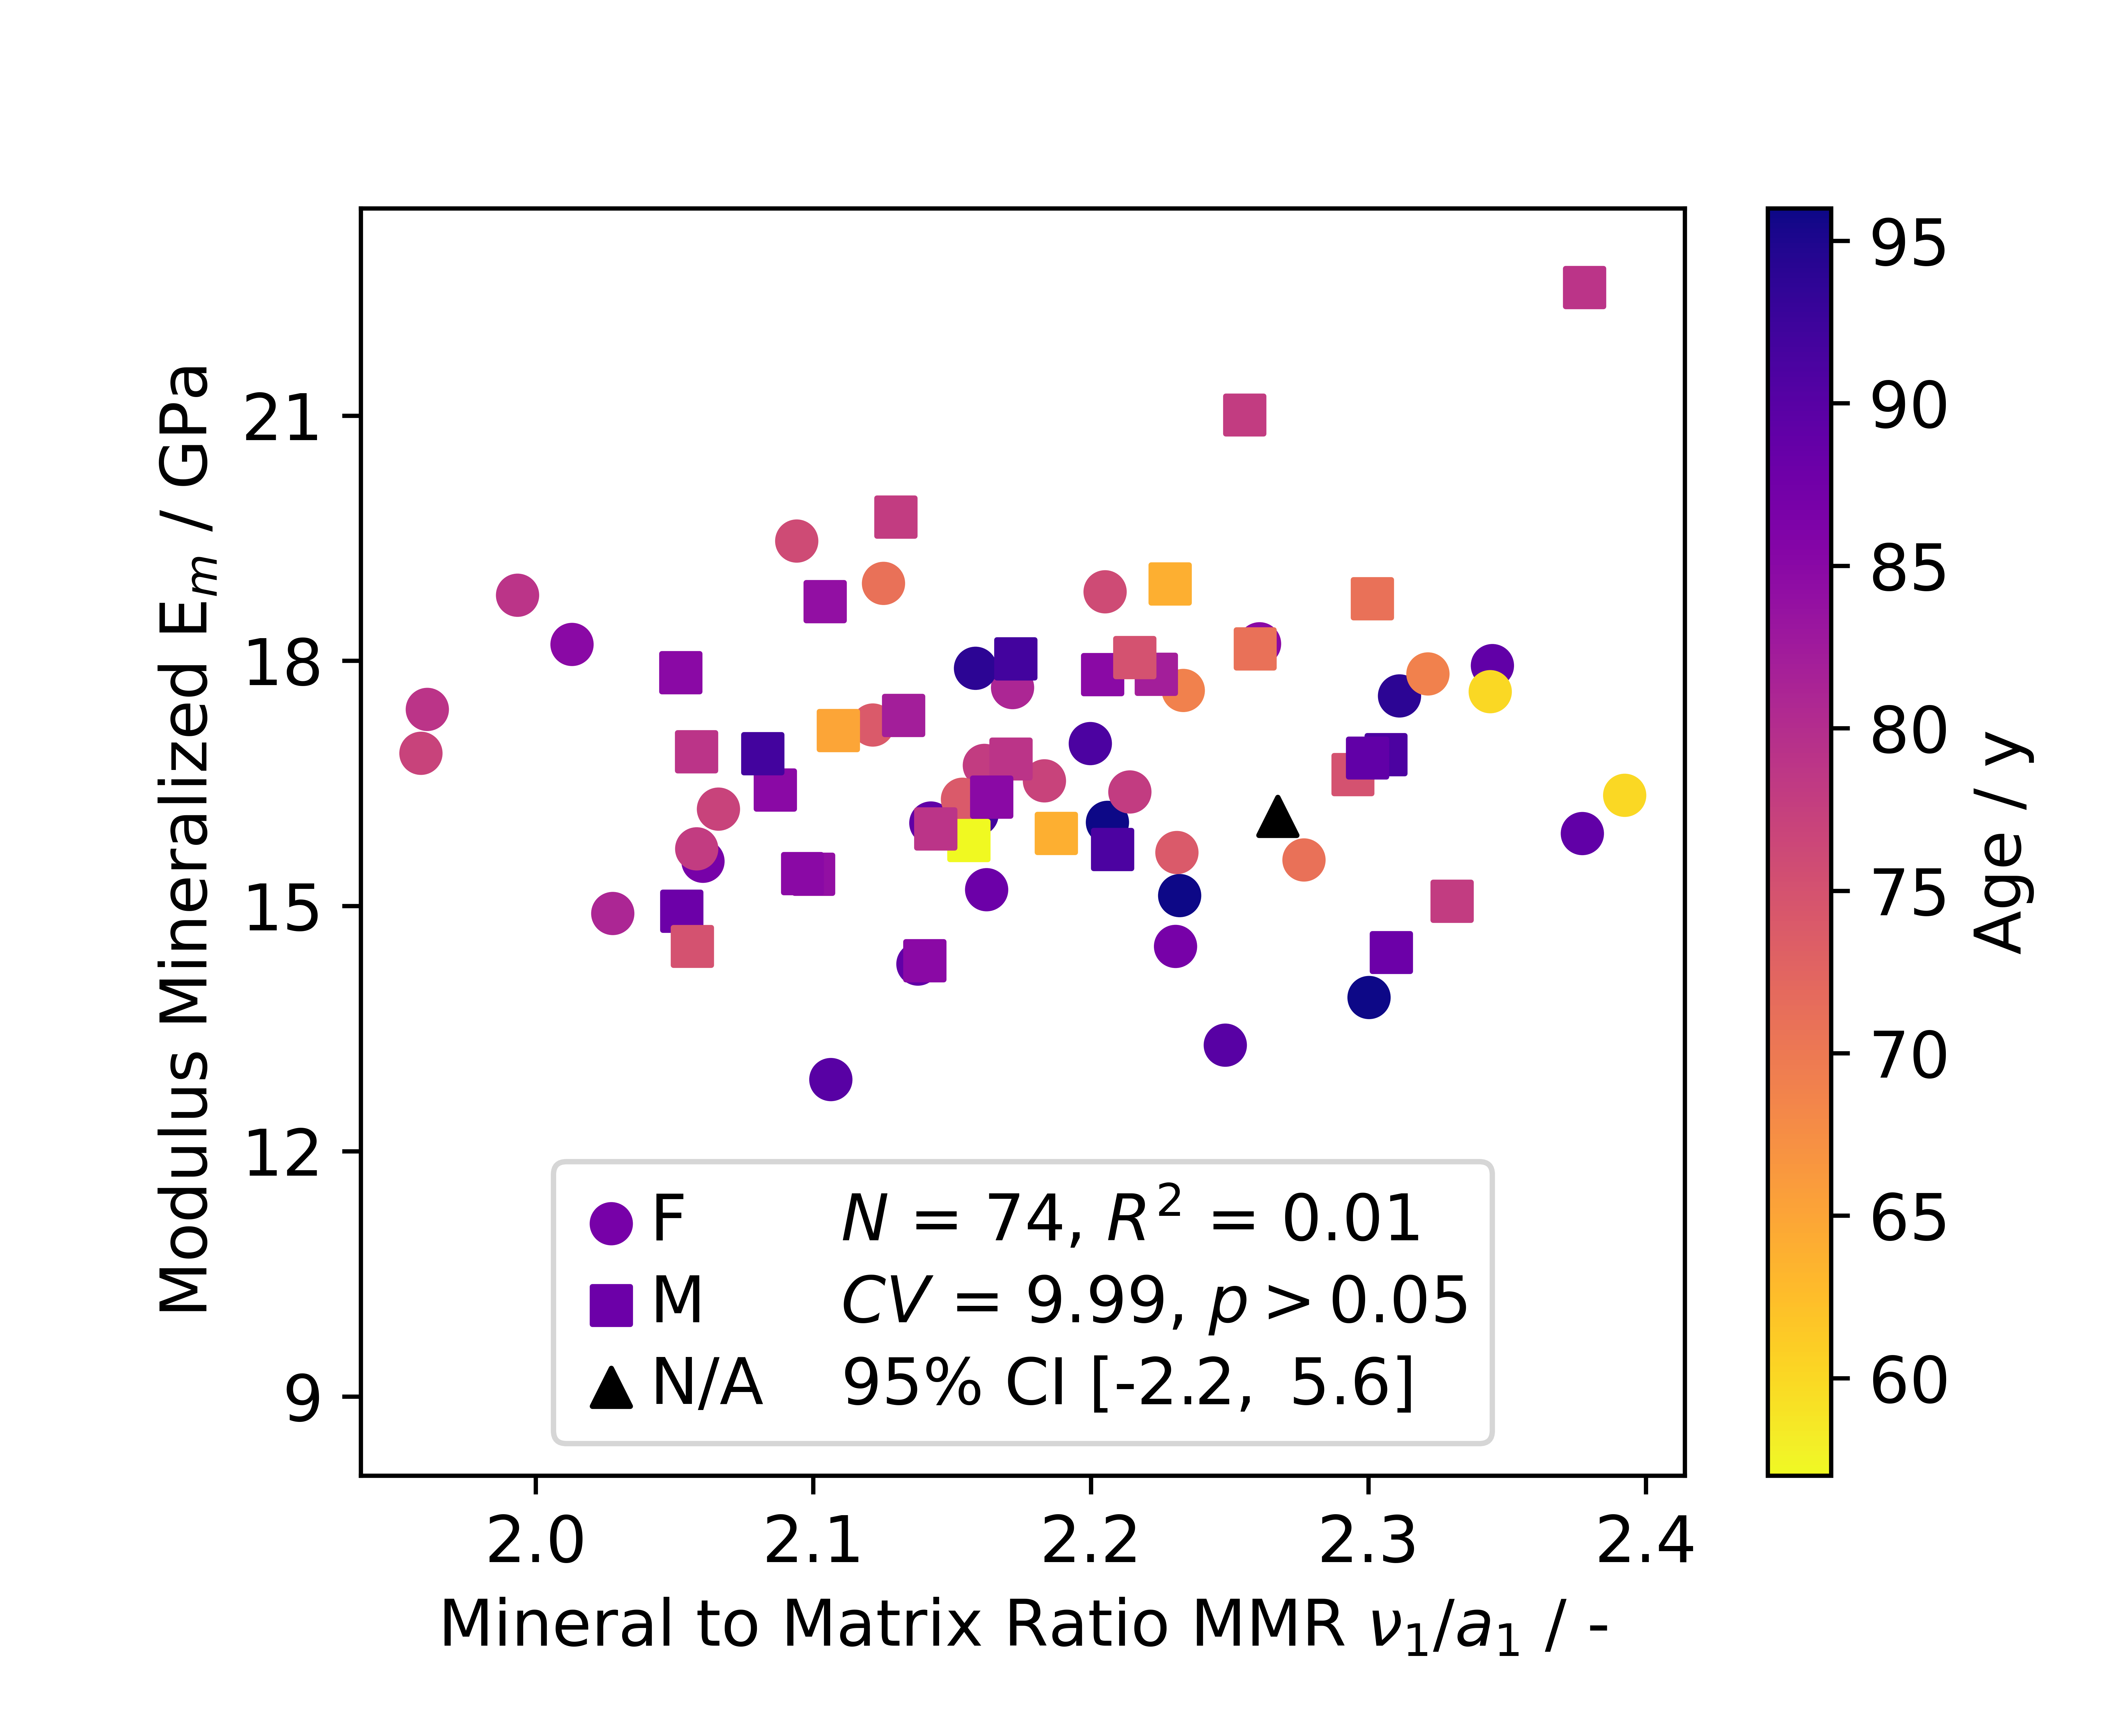 Modulus Mineralized Eₘ / GPa
21
18
15
12
9
F N = 74, R² = 0.01
M CV = 9.99, p > 0.05
N/A 95% CI [-2.2, 5.6]
2.0 2.1 2.2 2.3 2.4
Mineral to Matrix Ratio MMR ν₁/a₁ / -
95
90
85
80
75
70
65
60
Age / y